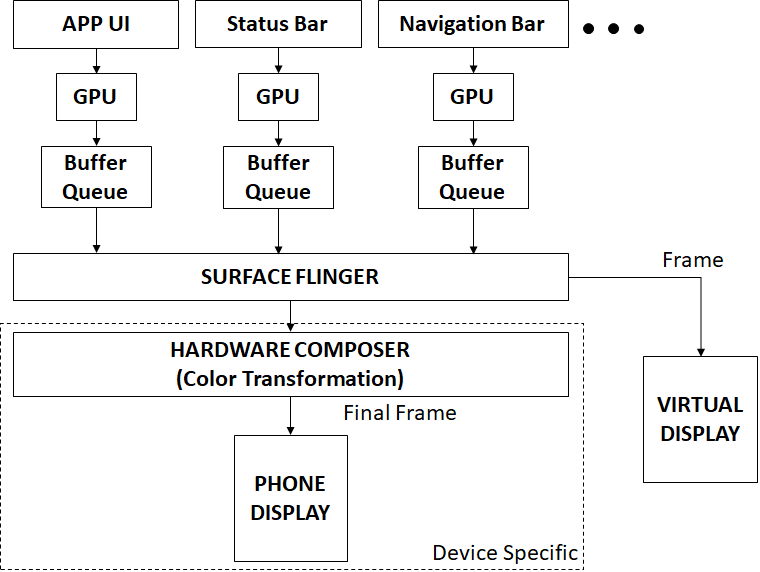 APP UI
Status Bar
Navigation Bar
GPU
GPU
GPU
Buffer
Queue
Buffer
Queue
Buffer
Queue
SURFACE FLINGER
Frame
HARDWARE COMPOSER
(Color Transformation)
Final Frame
VIRTUAL
DISPLAY
PHONE
DISPLAY
Device Specific